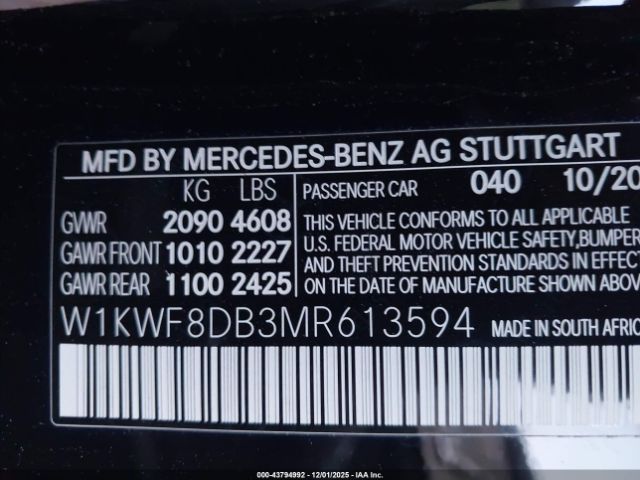 MFD BY MERCEDES-BENZ AG STUTTGART
KG LBS
GVWR 2090 4608
GAWR FRONT 1010 2227
GAWR REAR 1100 2425
PASSENGER CAR 040 10/20
THIS VEHICLE CONFORMS TO ALL APPLICABLE
U.S. FEDERAL MOTOR VEHICLE SAFETY,BUMPER
AND THEFT PREVENTION STANDARDS IN EFFECT
ON THE DATE OF MANUFACTURE SHOWN ABOV
W1KWF8DB3MR613594 MADE IN SOUTH AFRIC
000-43794992 - 12/01/2025 - IAA Inc.